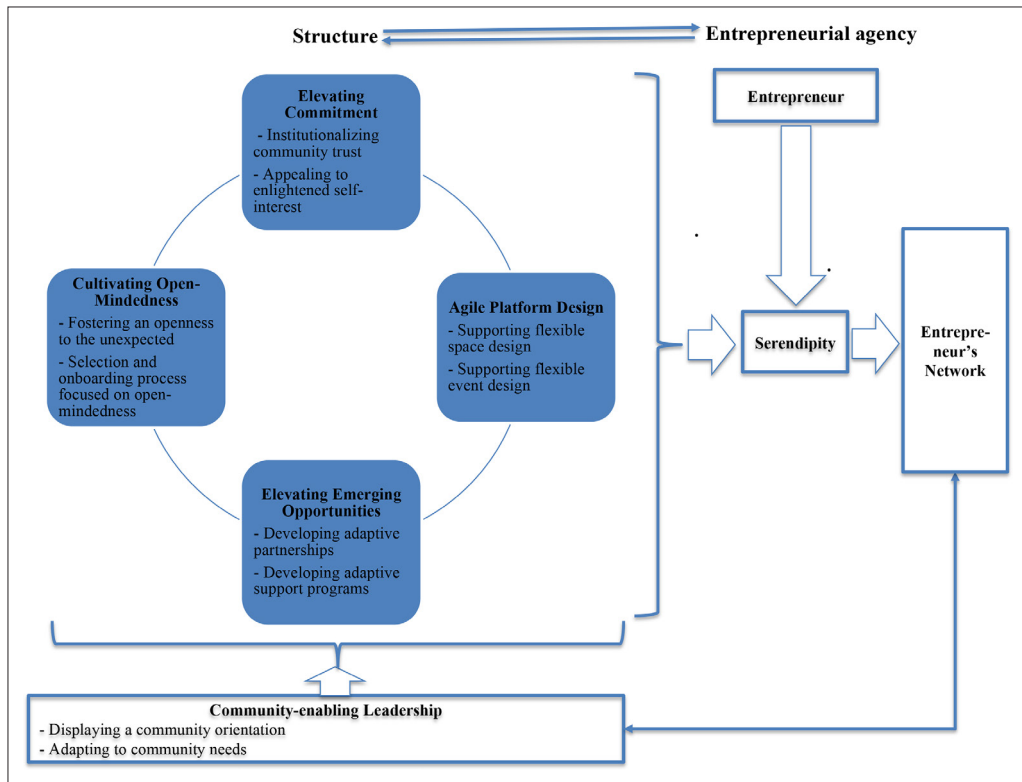 Structure
Entrepreneurial agency
Elevating
Commitment
- Institutionalizing
community trust
- Appealing to
enlightened self-
interest
Entrepreneur
Cultivating Open-
Mindedness
- Fostering an openness
to the unexpected
- Selection and
onboarding process
focused on open-
mindedness
Agile Platform Design
- Supporting flexible
space design
- Supporting flexible
event design
Serendipity
Entrepre-
neur's
Network
Elevating Emerging
Opportunities
- Developing adaptive
partnerships
- Developing adaptive
support programs
Community-enabling Leadership
- Displaying a community orientation
- Adapting to community needs